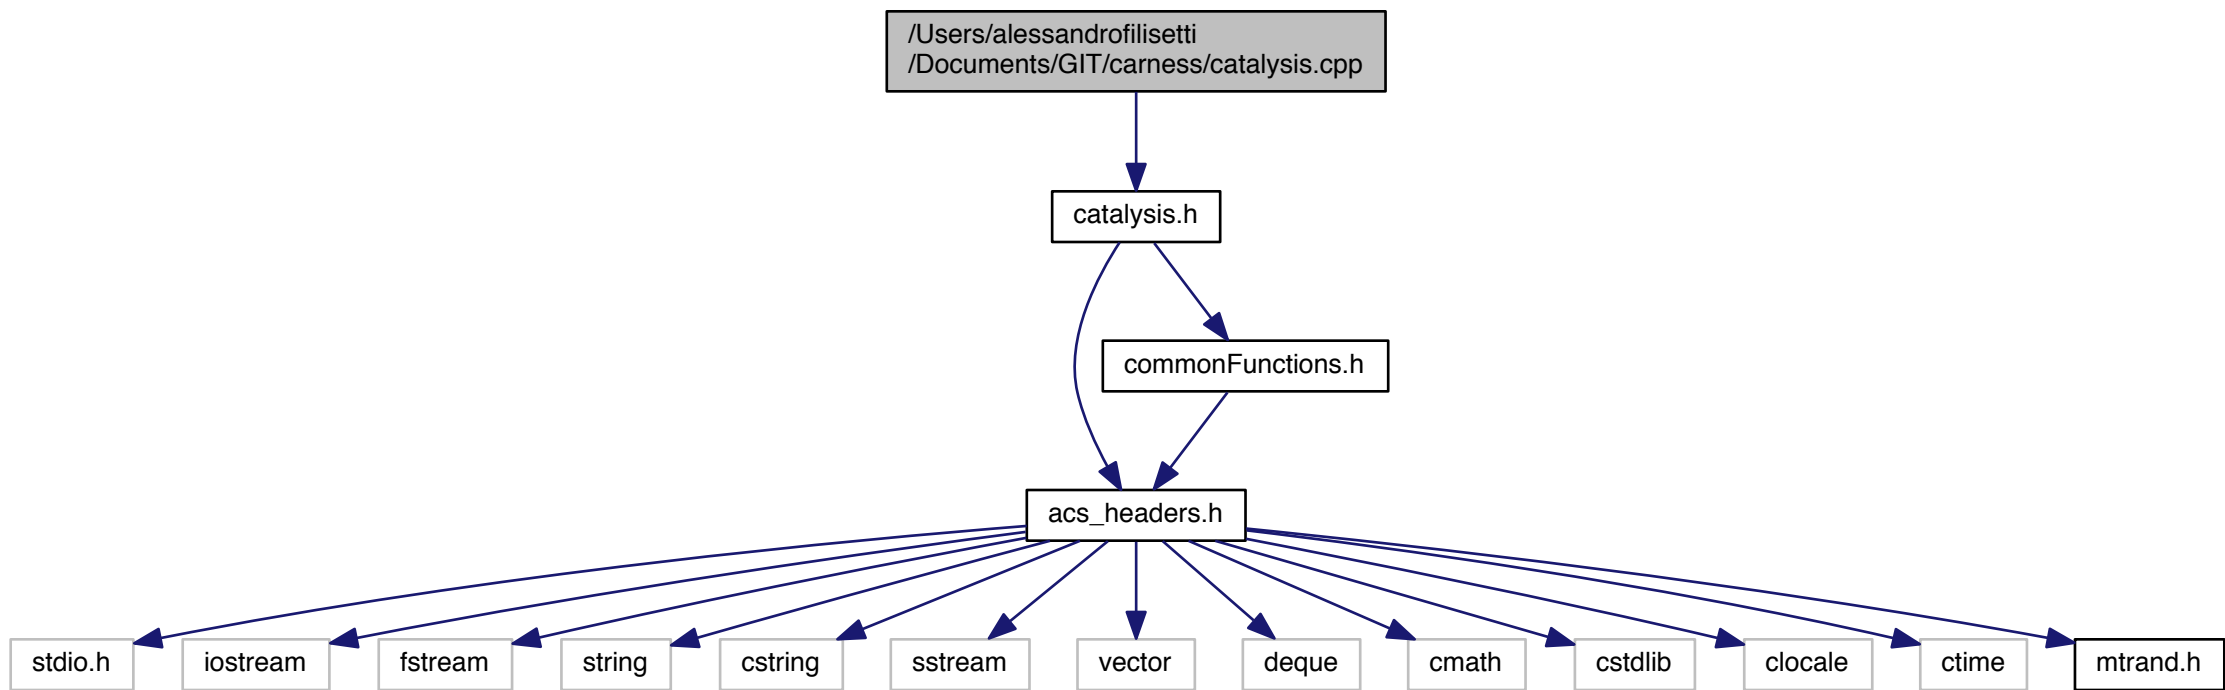 /Users/alessandrofilisetti
/Documents/GIT/carness/catalysis.cpp
catalysis.h
commonFunctions.h
acs_headers.h
stdio.h
iostream
fstream
string
cstring
sstream
vector
deque
cmath
cstdlib
clocale
ctime
mtrand.h